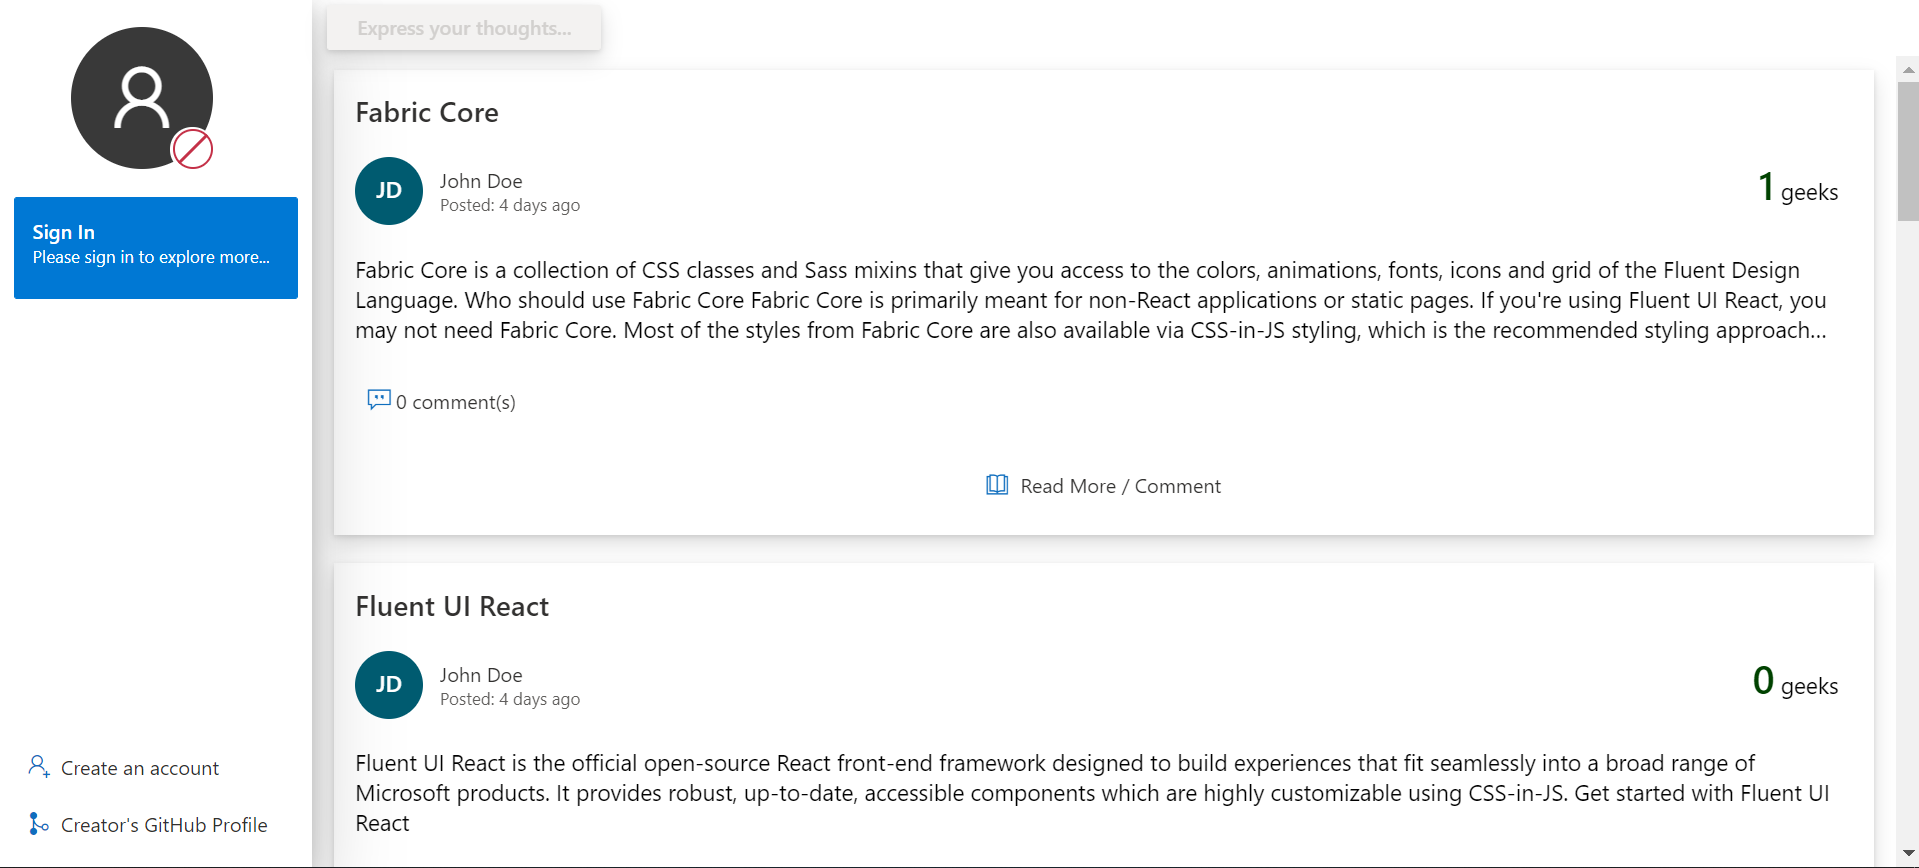 Express your thoughts...
Sign In
Please sign in to explore more...
Create an account
Creator's GitHub Profile
Fabric Core
JD
John Doe
Posted: 4 days ago
1 geeks
Fabric Core is a collection of CSS classes and Sass mixins that give you access to the colors, animations, fonts, icons and grid of the Fluent Design
Language. Who should use Fabric Core Fabric Core is primarily meant for non-React applications or static pages. If you're using Fluent UI React, you
may not need Fabric Core. Most of the styles from Fabric Core are also available via CSS-in-JS styling, which is the recommended styling approach...
0 comment(s)
Read More / Comment
Fluent UI React
JD
John Doe
Posted: 4 days ago
0 geeks
Fluent UI React is the official open-source React front-end framework designed to build experiences that fit seamlessly into a broad range of
Microsoft products. It provides robust, up-to-date, accessible components which are highly customizable using CSS-in-JS. Get started with Fluent UI
React